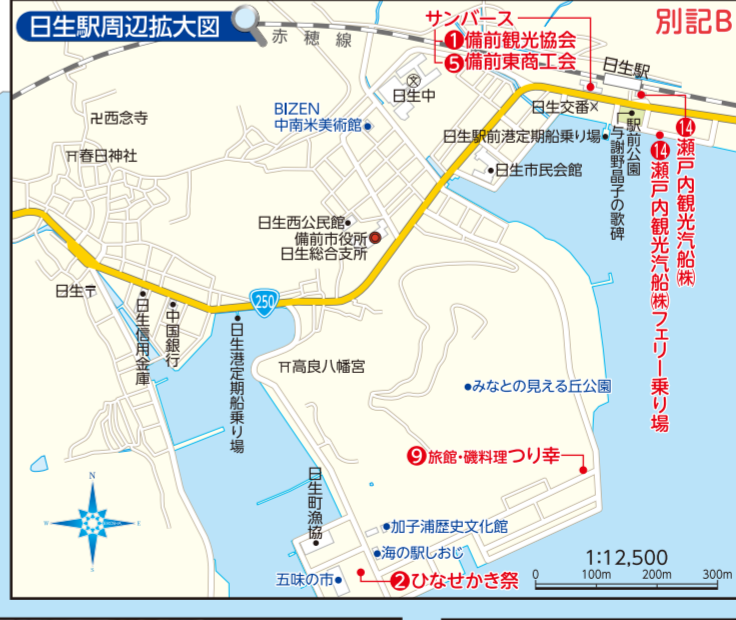 日生駅周辺拡大図
別記B
サンバース
❶備前観光協会
❺備前東商工会
赤穂線
日生駅
文
日生中
日生交番×
BIZEN
中南米美術館
卍西念寺
春日神社
日生駅前港定期船乗り場
駅前公園
与謝野晶子の歌碑
⓮瀬戸内観光汽船㈱
⓮瀬戸内観光汽船㈱フェリー乗り場
日生市民会館
日生西公民館
備前市役所
日生総合支所
日生〒
250
日生信用金庫
中国銀行
日生港定期船乗り場
高良八幡宮
みなとの見える丘公園
❾旅館・磯料理つり幸
日生町漁協
加子浦歴史文化館
海の駅しおじ
五味の市
❷ひなせかき祭
N
W
E
S
1:12,500
0 100m 200m 300m